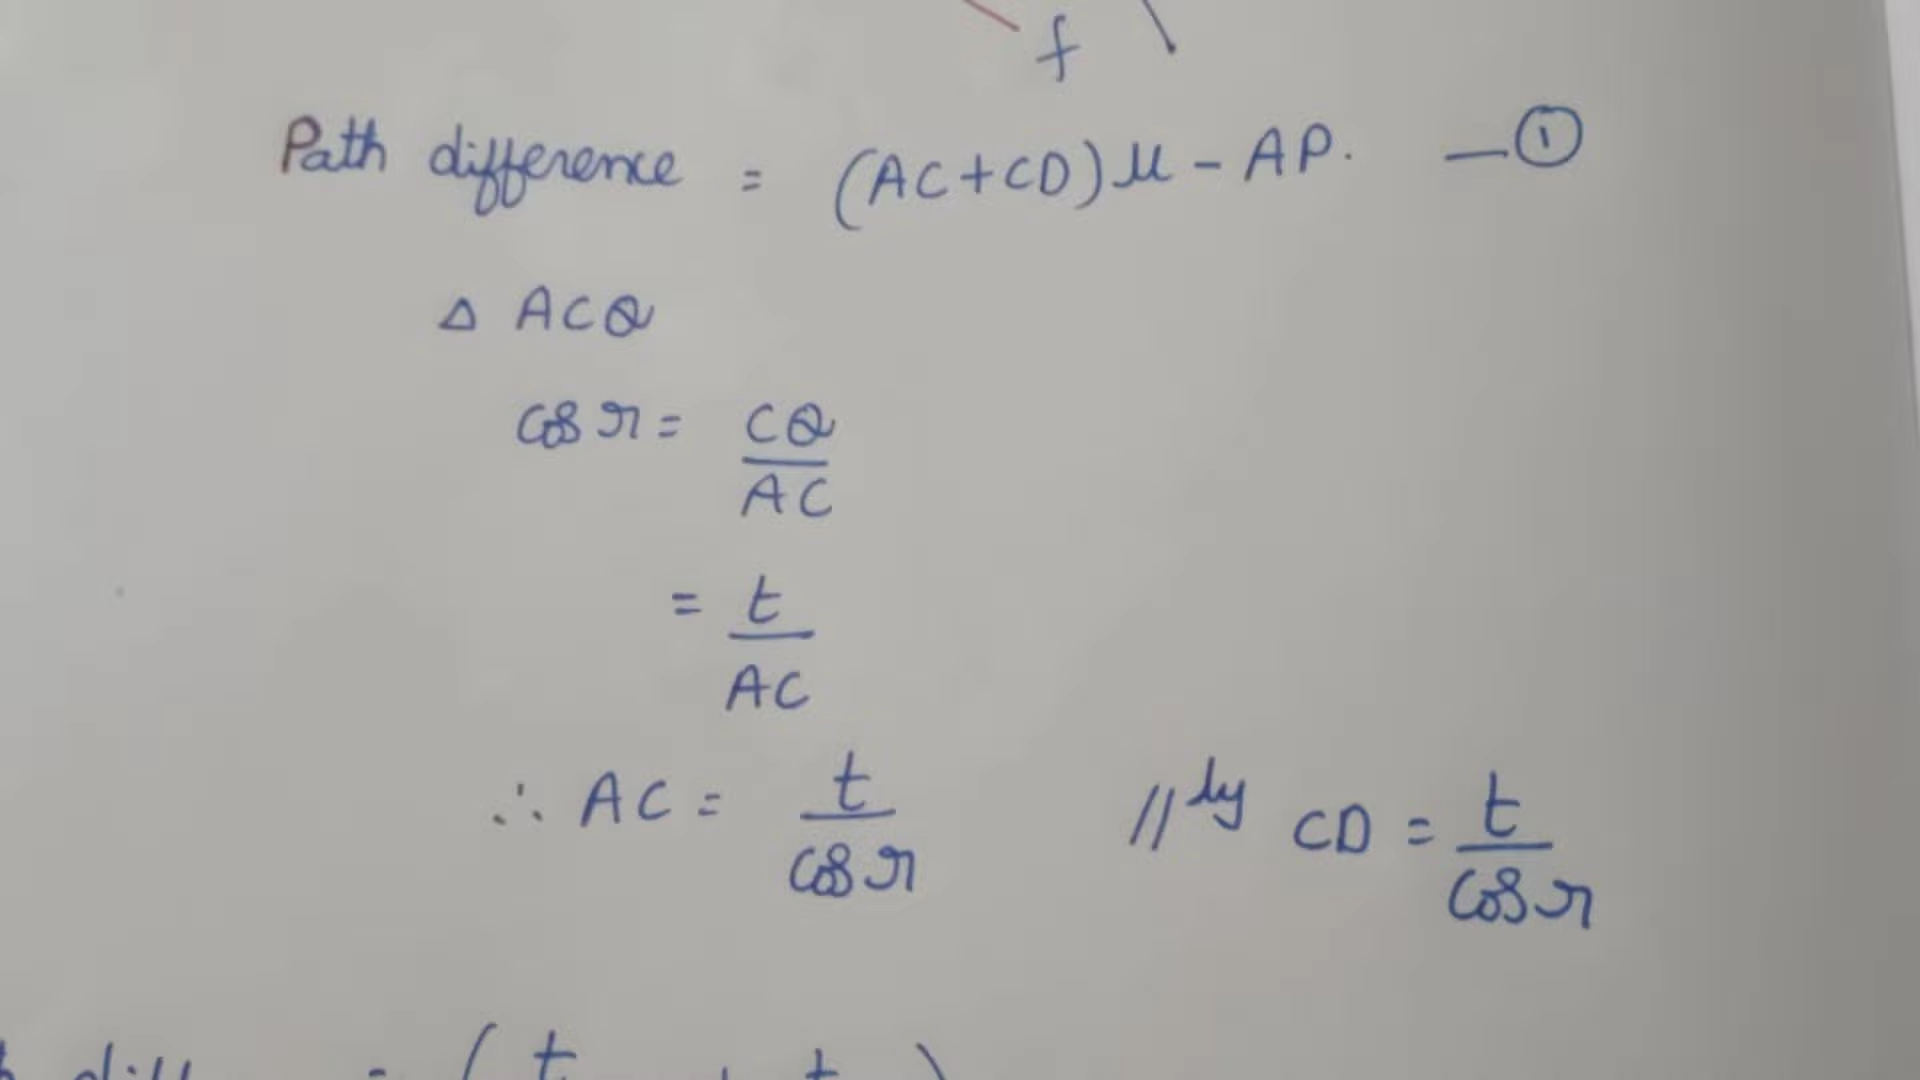 f
Path difference = (AC+CD)μ - AP. —①
Δ ACQ
cos r = CQ/AC
= t/AC
∴ AC = t/cos r //ly CD = t/cos r
= (t + t)